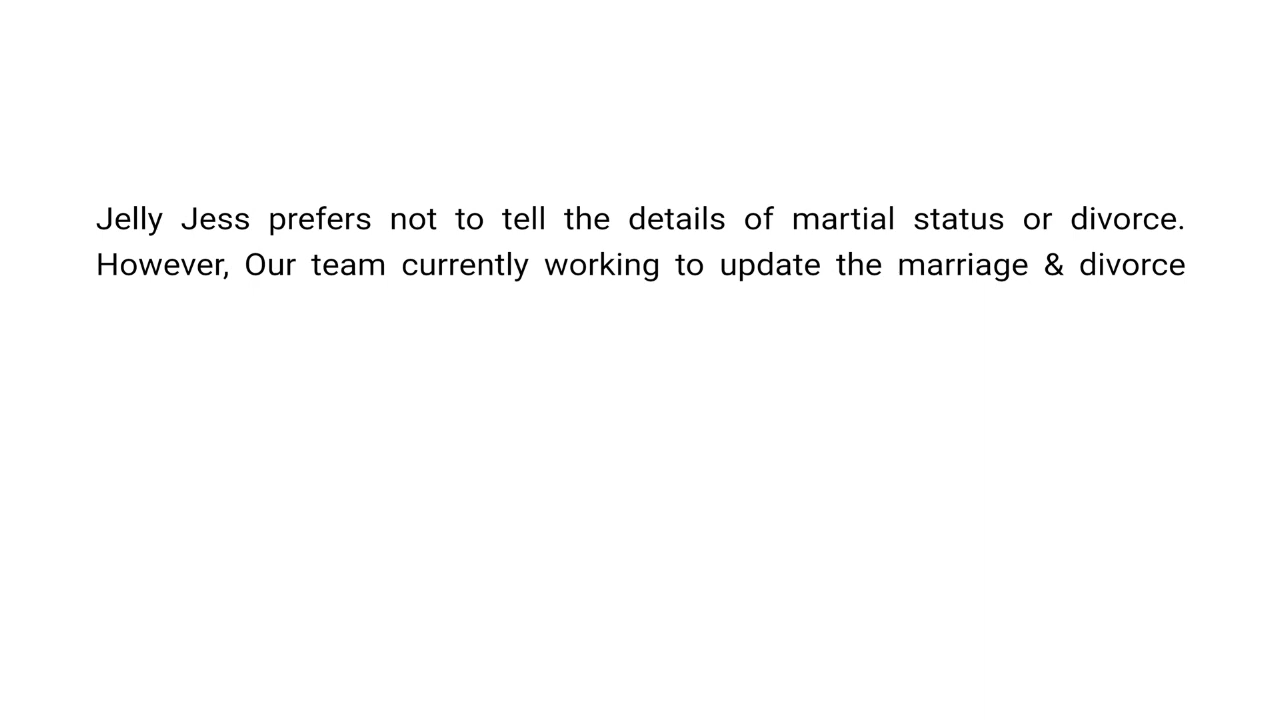 Jelly Jess prefers not to tell the details of martial status or divorce.
However, Our team currently working to update the marriage & divorce